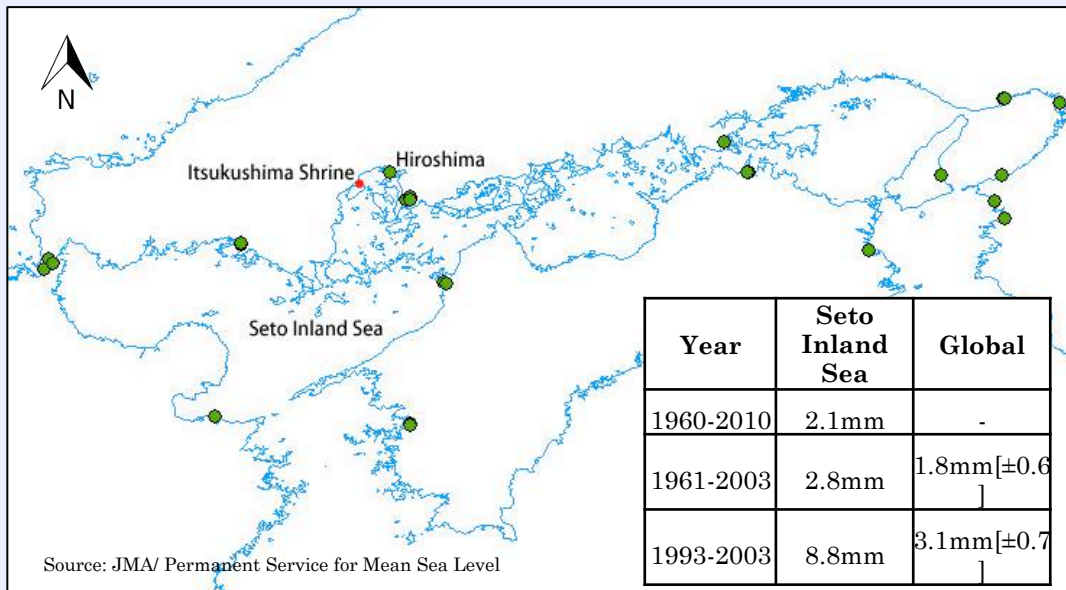 N
Itsukushima Shrine
Hiroshima
Seto Inland Sea
Year
Seto
Inland
Sea
Global
1960-2010
2.1mm
-
1961-2003
2.8mm
1.8mm[±0.6
]
1993-2003
8.8mm
3.1mm[±0.7
]
Source: JMA/ Permanent Service for Mean Sea Level